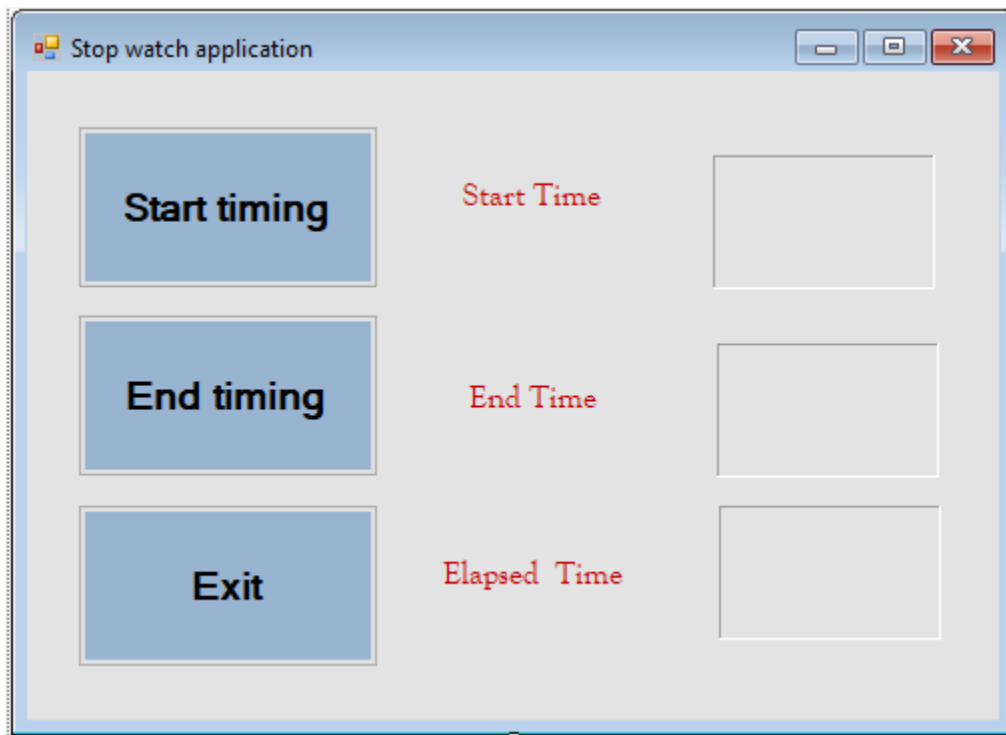 Stop watch application
Start timing
Start Time
End timing
End Time
Exit
Elapsed  Time